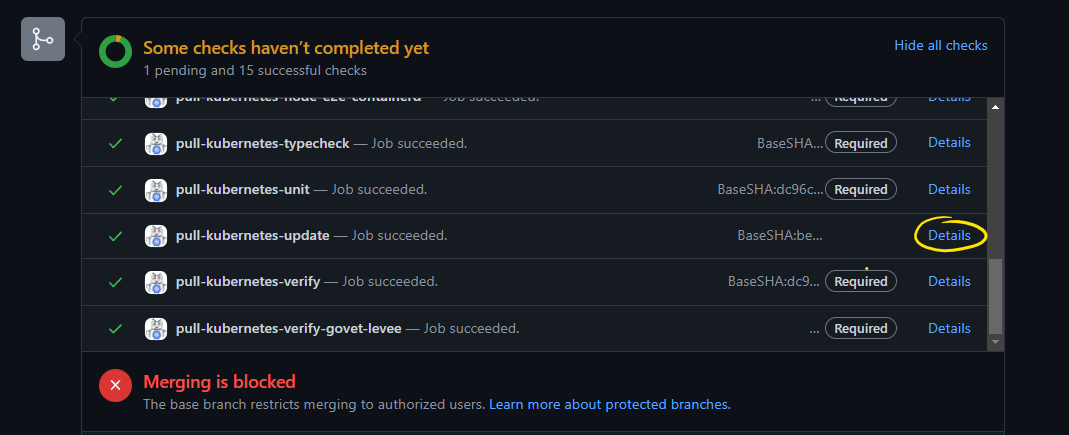 Some checks haven’t completed yet
Hide all checks
1 pending and 15 successful checks
pull-kubernetes-node-e2e-containerd — Job succeeded. ... Required Details
pull-kubernetes-typecheck — Job succeeded. BaseSHA... Required Details
pull-kubernetes-unit — Job succeeded. BaseSHA:dc96c... Required Details
pull-kubernetes-update — Job succeeded. BaseSHA:be... Details
pull-kubernetes-verify — Job succeeded. BaseSHA:dc9... Required Details
pull-kubernetes-verify-govet-levee — Job succeeded. ... Required Details
Merging is blocked
The base branch restricts merging to authorized users. Learn more about protected branches.